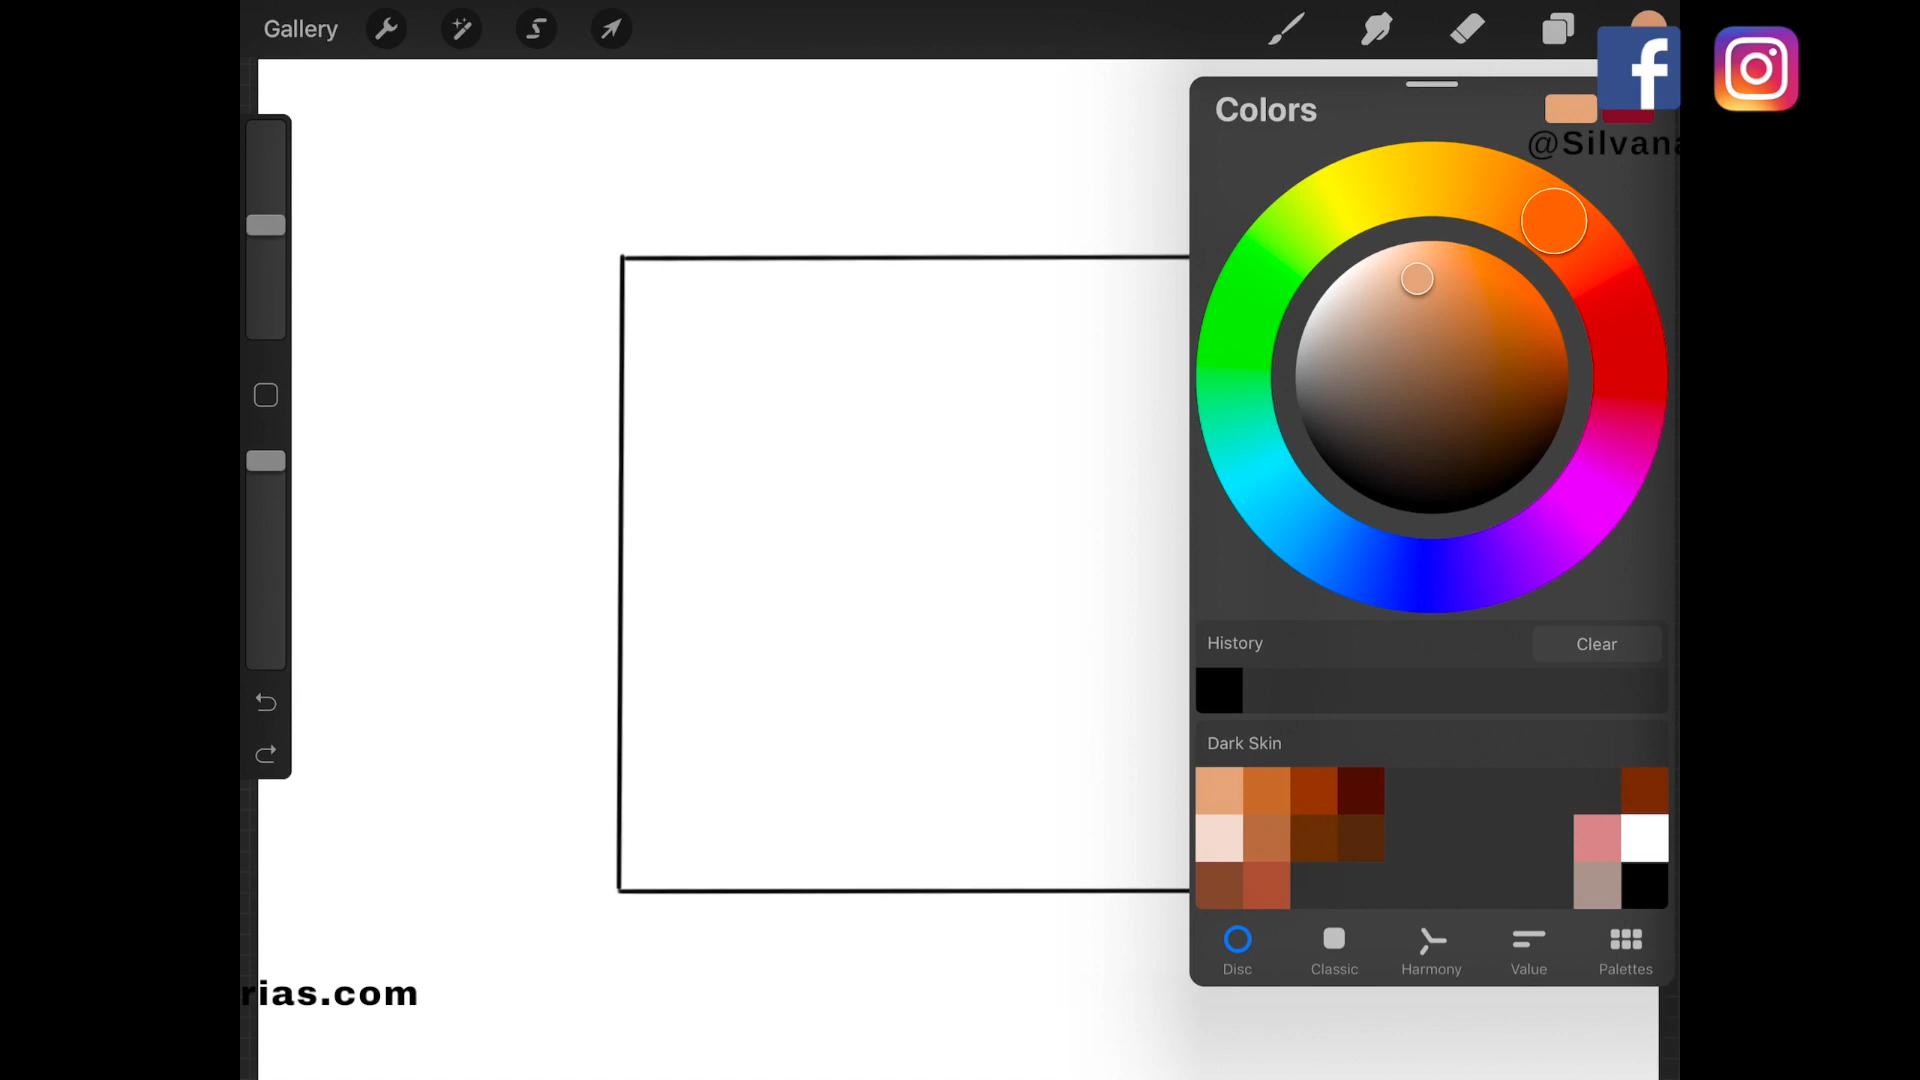 Gallery
Colors
@Silvana
History
Clear
Dark Skin
Disc
Classic
Harmony
Value
Palettes
rias.com